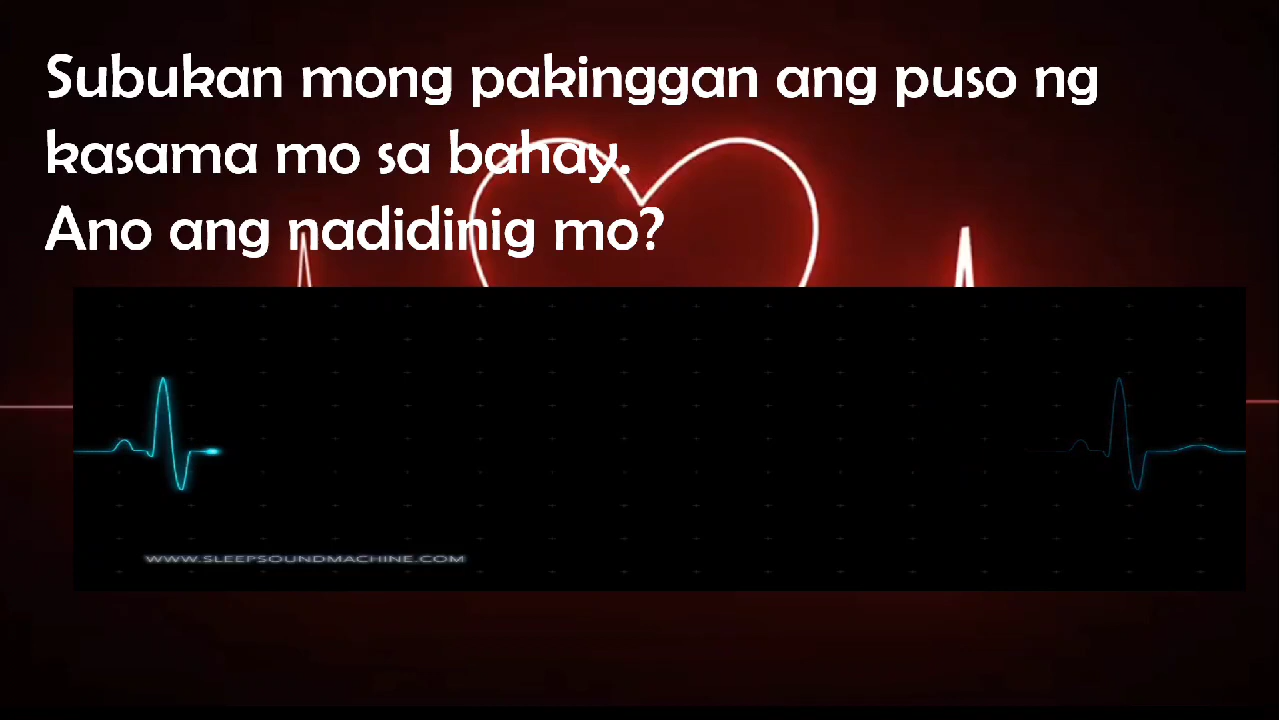 Subukan mong pakinggan ang puso ng
kasama mo sa bahay.
Ano ang nadidinig mo?
WWW.SLEEPSOUNDMACHINE.COM